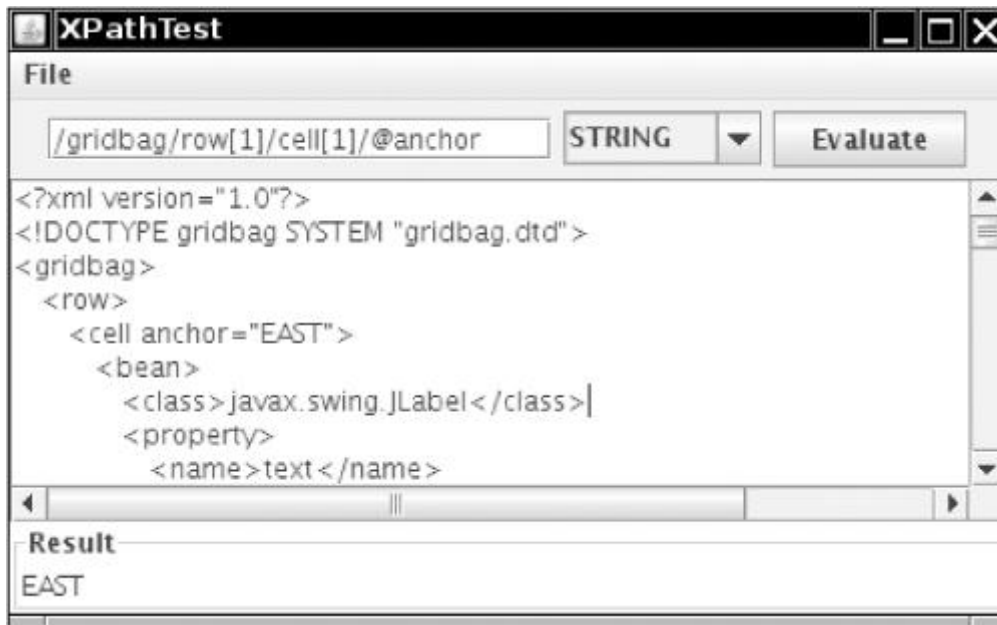 XPathTest
File
/gridbag/row[1]/cell[1]/@anchor STRING Evaluate
<?xml version="1.0"?>
<!DOCTYPE gridbag SYSTEM "gridbag.dtd">
<gridbag>
<row>
<cell anchor="EAST">
<bean>
<class>javax.swing.JLabel</class>
<property>
<name>text</name>
Result
EAST